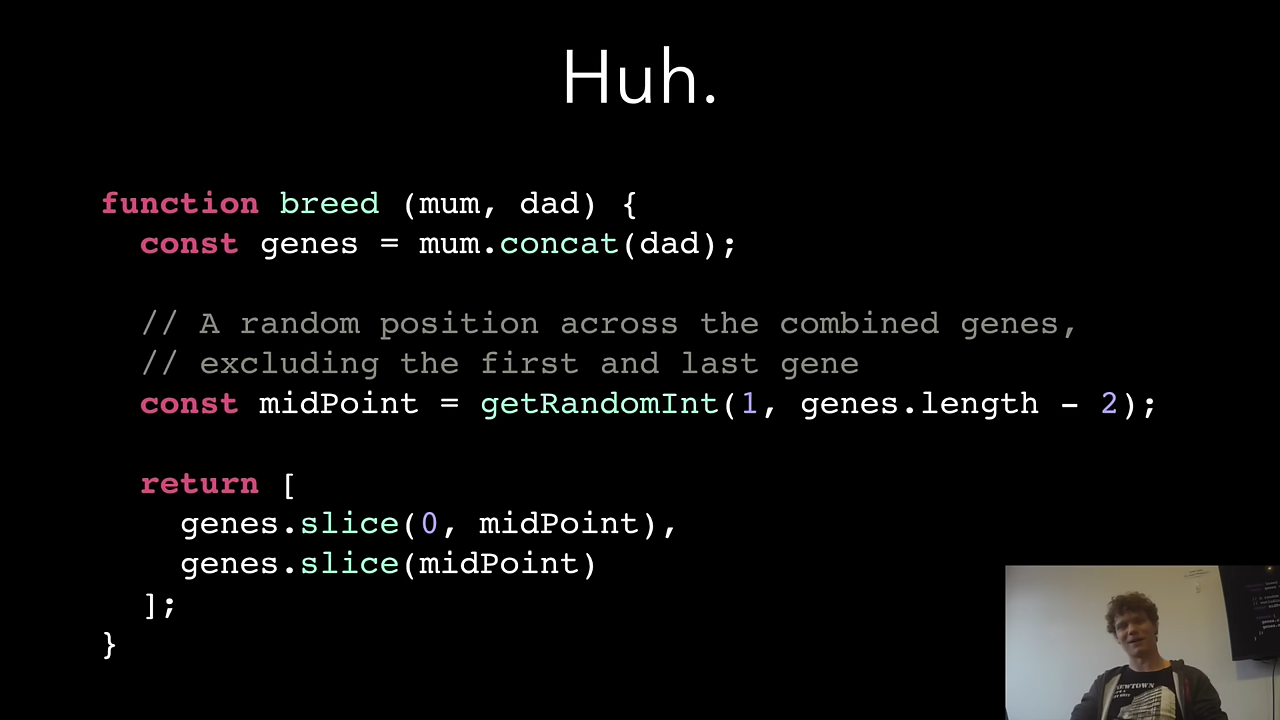 Huh.
function breed (mum, dad) {
  const genes = mum.concat(dad);
  // A random position across the combined genes,
  // excluding the first and last gene
  const midPoint = getRandomInt(1, genes.length - 2);
  return [
    genes.slice(0, midPoint),
    genes.slice(midPoint)
  ];
}
NEWTOWN